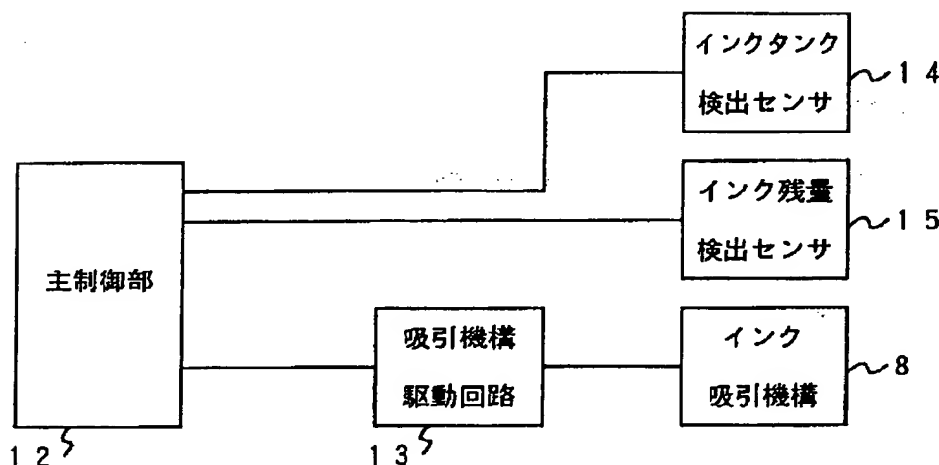 インクタンク
検出センサ
14
インク残量
検出センサ
15
主制御部
12
吸引機構
駆動回路
13
インク
吸引機構
8